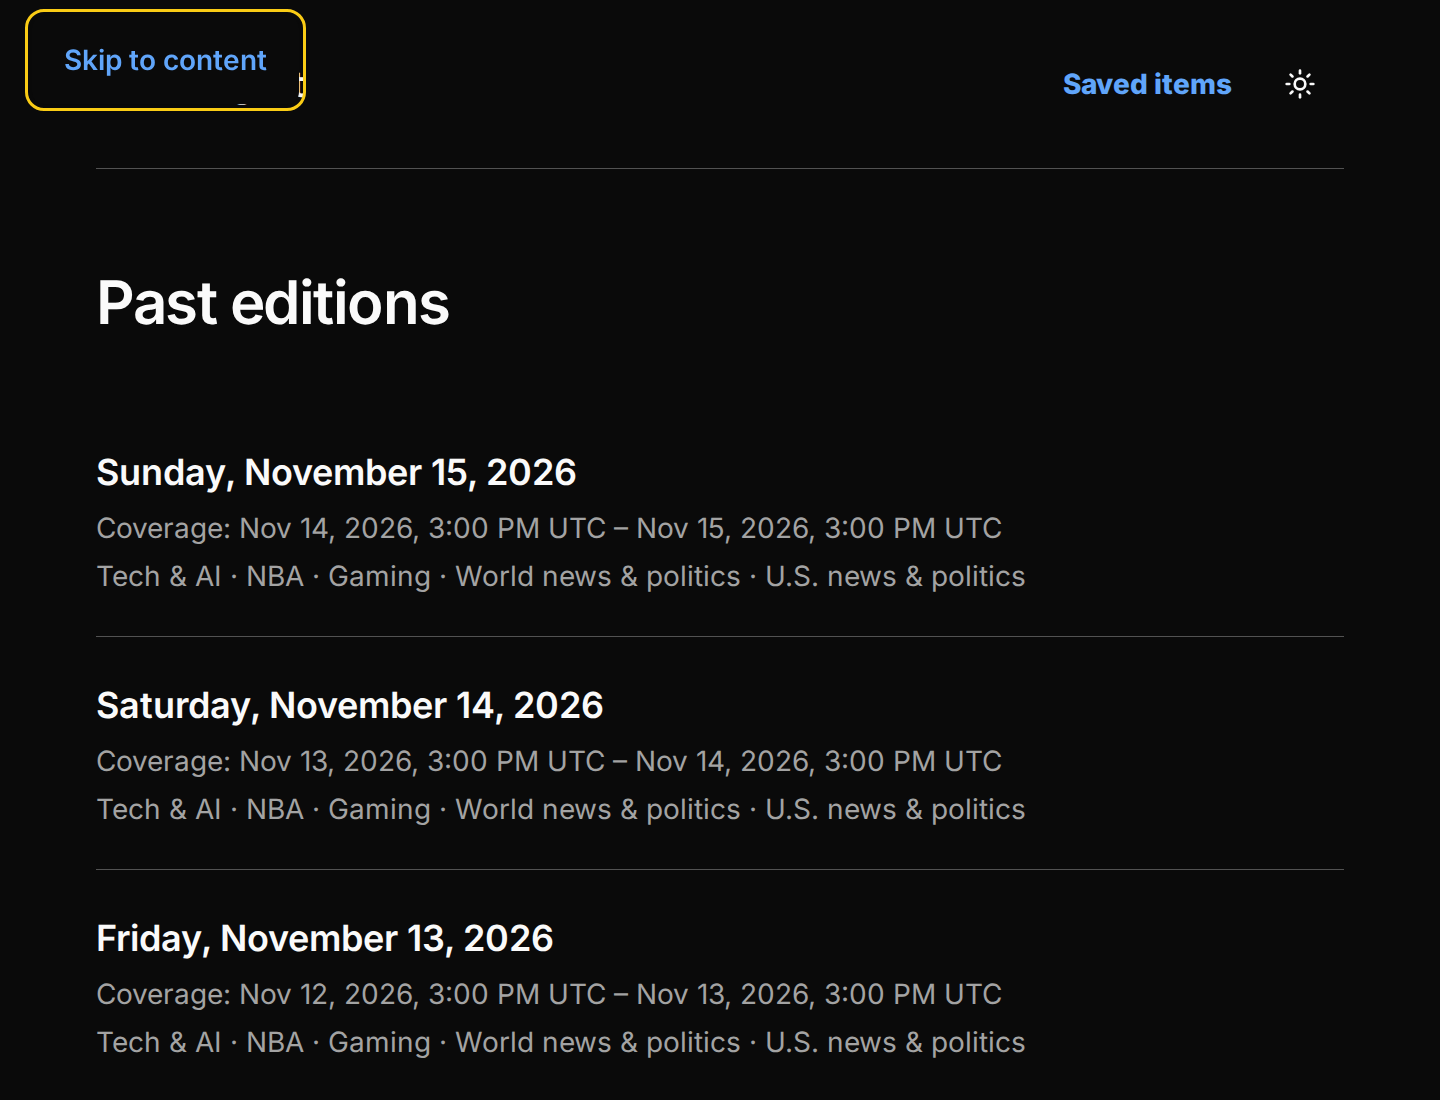 Skip to content
Saved items
Past editions
Sunday, November 15, 2026
Coverage: Nov 14, 2026, 3:00 PM UTC – Nov 15, 2026, 3:00 PM UTC
Tech & AI · NBA · Gaming · World news & politics · U.S. news & politics
Saturday, November 14, 2026
Coverage: Nov 13, 2026, 3:00 PM UTC – Nov 14, 2026, 3:00 PM UTC
Tech & AI · NBA · Gaming · World news & politics · U.S. news & politics
Friday, November 13, 2026
Coverage: Nov 12, 2026, 3:00 PM UTC – Nov 13, 2026, 3:00 PM UTC
Tech & AI · NBA · Gaming · World news & politics · U.S. news & politics